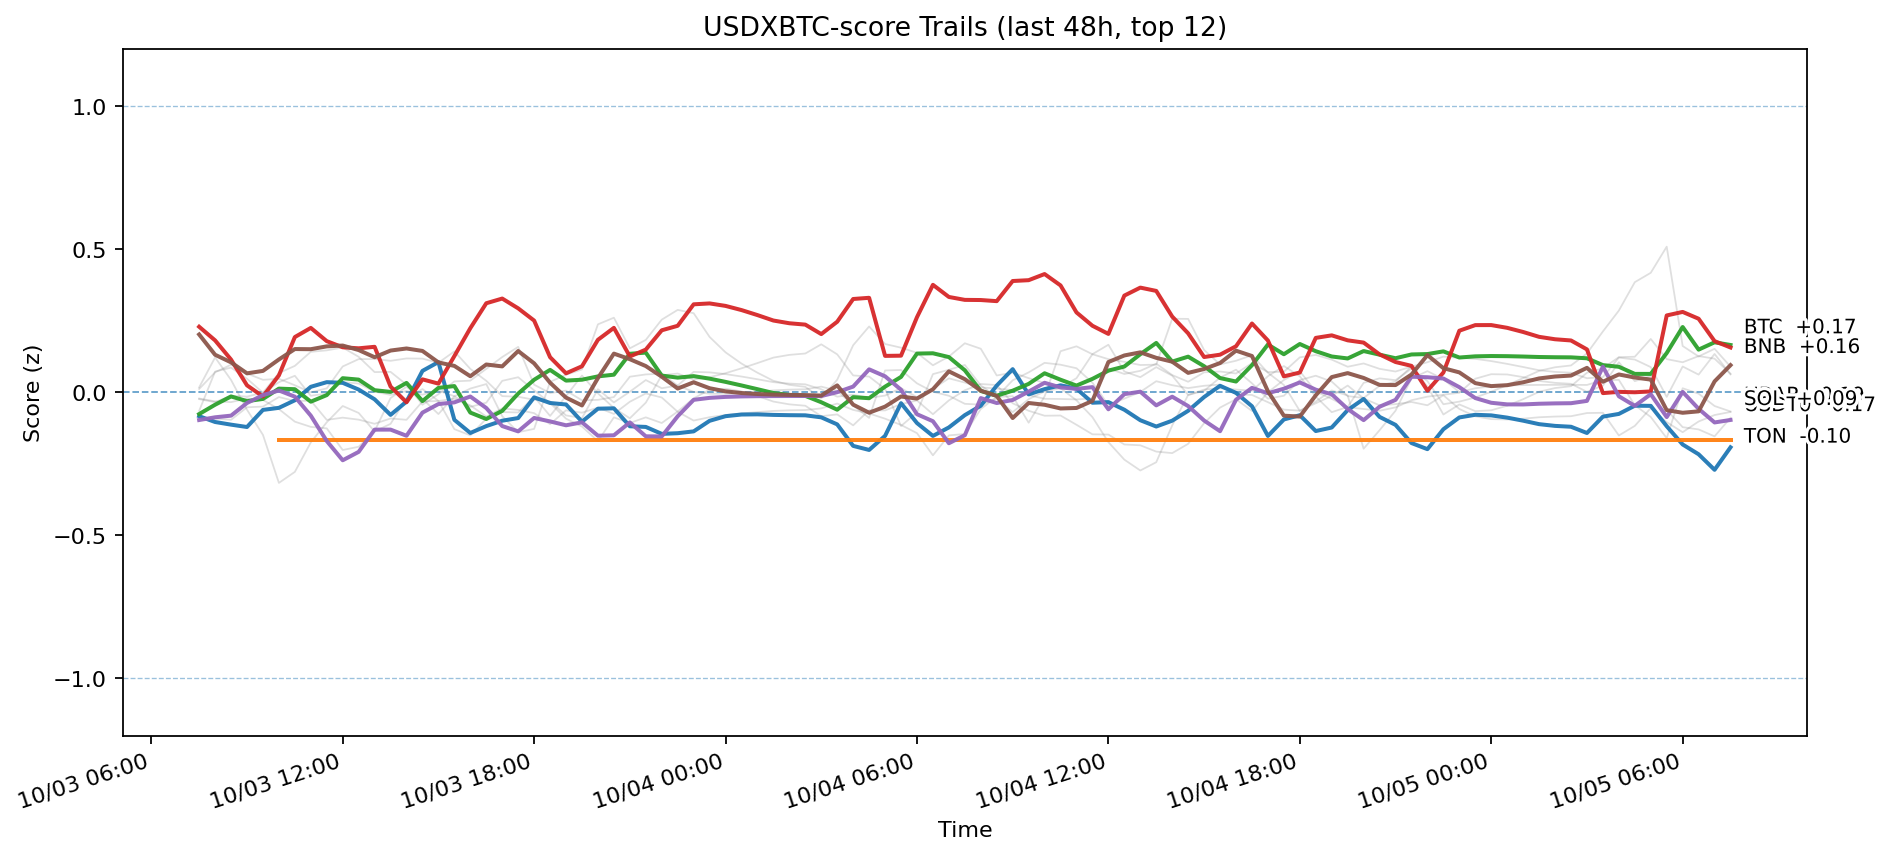 USDXBTC-score Trails (last 48h, top 12)
Score (z)
1.0
0.5
0.0
−0.5
−1.0
BTC +0.17
BNB +0.16
SOL +0.09
TON -0.10
10/03 06:00
10/03 12:00
10/03 18:00
10/04 00:00
10/04 06:00
10/04 12:00
10/04 18:00
10/05 00:00
10/05 06:00
Time